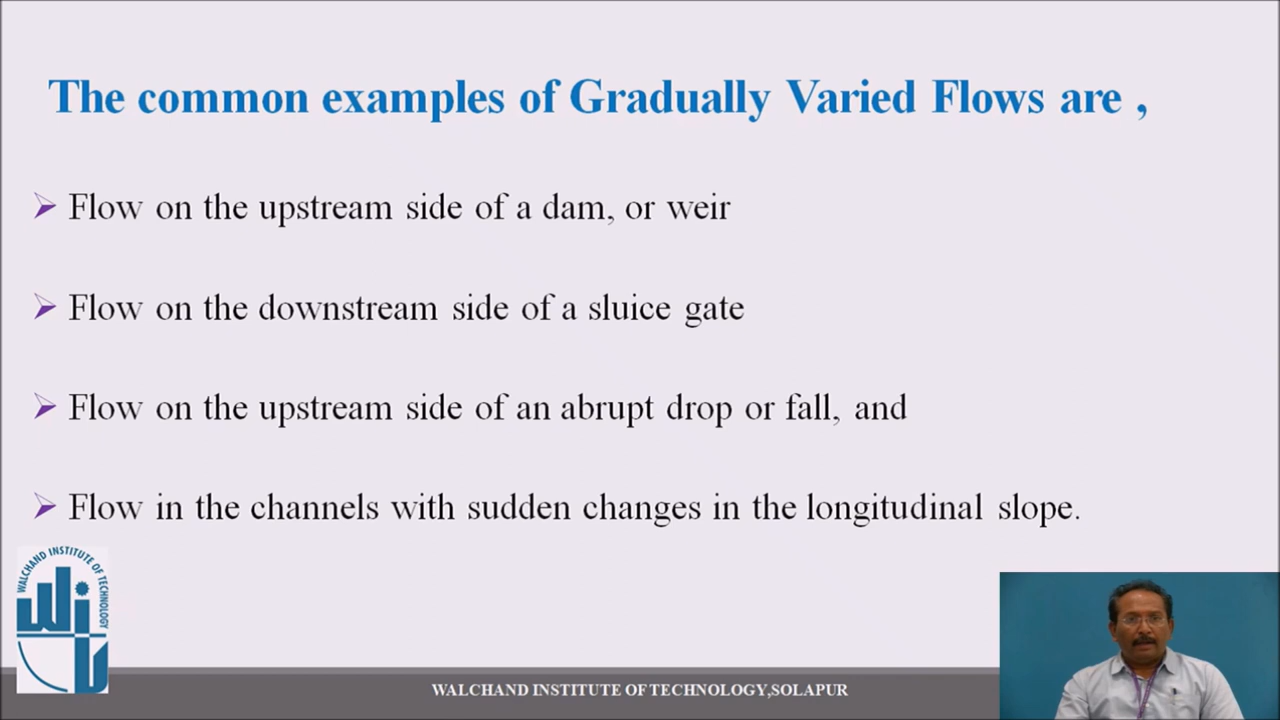 The common examples of Gradually Varied Flows are ,
Flow on the upstream side of a dam, or weir
Flow on the downstream side of a sluice gate
Flow on the upstream side of an abrupt drop or fall, and
Flow in the channels with sudden changes in the longitudinal slope.
WALCHAND INSTITUTE OF TECHNOLOGY
WIT
WALCHAND INSTITUTE OF TECHNOLOGY,SOLAPUR